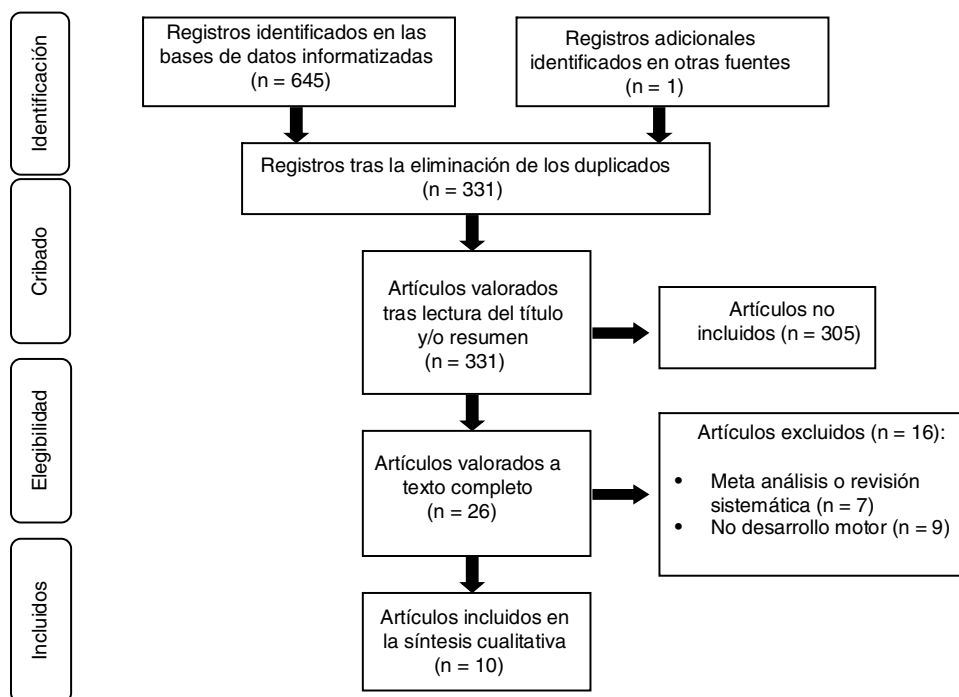 Identificación
Registros identificados en las
bases de datos informatizadas
(n = 645)
Registros adicionales
identificados en otras fuentes
(n = 1)
Registros tras la eliminación de los duplicados
(n = 331)
Cribado
Artículos valorados
tras lectura del título
y/o resumen
(n = 331)
Artículos no
incluidos (n = 305)
Elegibilidad
Artículos valorados a
texto completo
(n = 26)
Artículos excluidos (n = 16):
• Meta análisis o revisión
sistemática (n = 7)
• No desarrollo motor (n = 9)
Incluidos
Artículos incluidos en
la síntesis cualitativa
(n = 10)